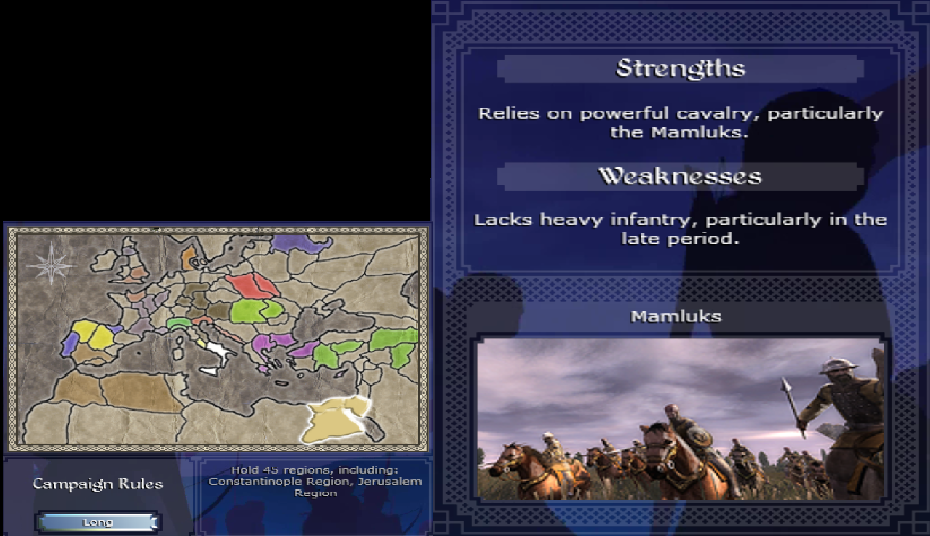 Strengths
Relies on powerful cavalry, particularly
the Mamluks.
Weaknesses
Lacks heavy infantry, particularly in the
late period.
Mamluks
Campaign Rules
Long
Hold 45 regions, including:
Constantinople Region, Jerusalem
Region